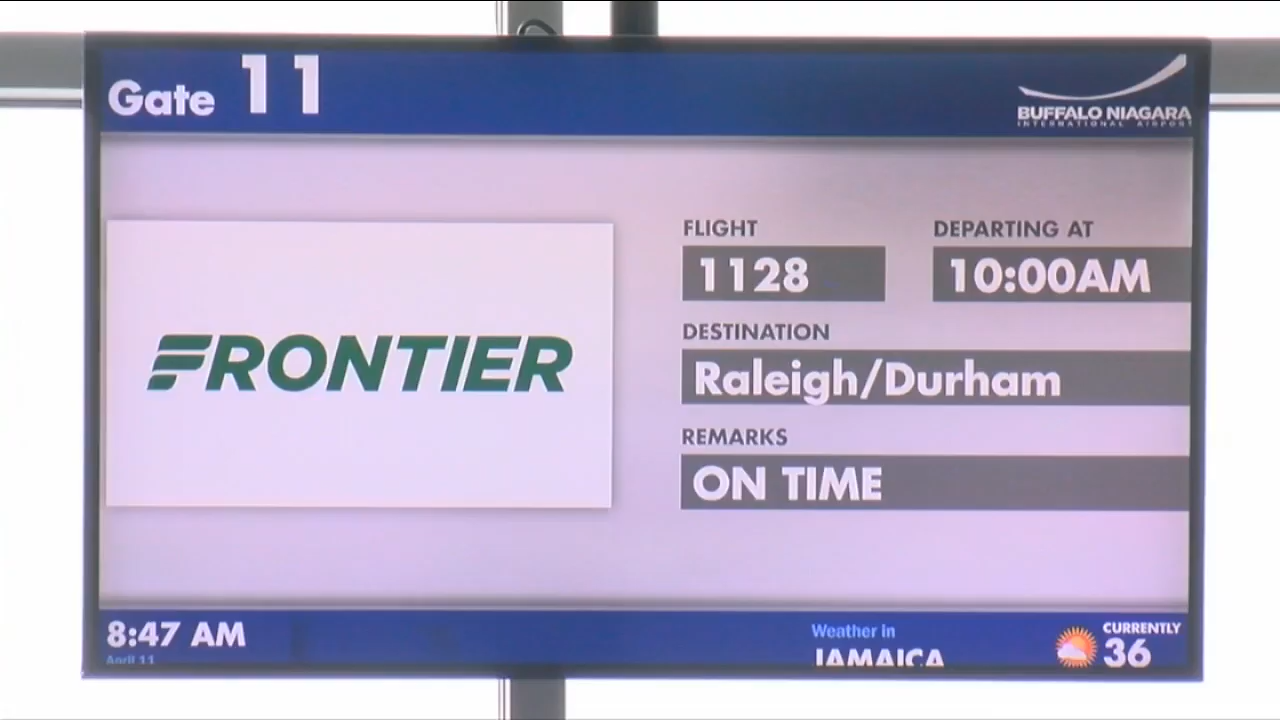 Gate 11
BUFFALO NIAGARA
INTERNATIONAL AIRPORT
FRONTIER
FLIGHT
1128
DEPARTING AT
10:00AM
DESTINATION
Raleigh/Durham
REMARKS
ON TIME
8:47 AM
April 11
Weather in
JAMAICA
CURRENTLY
36